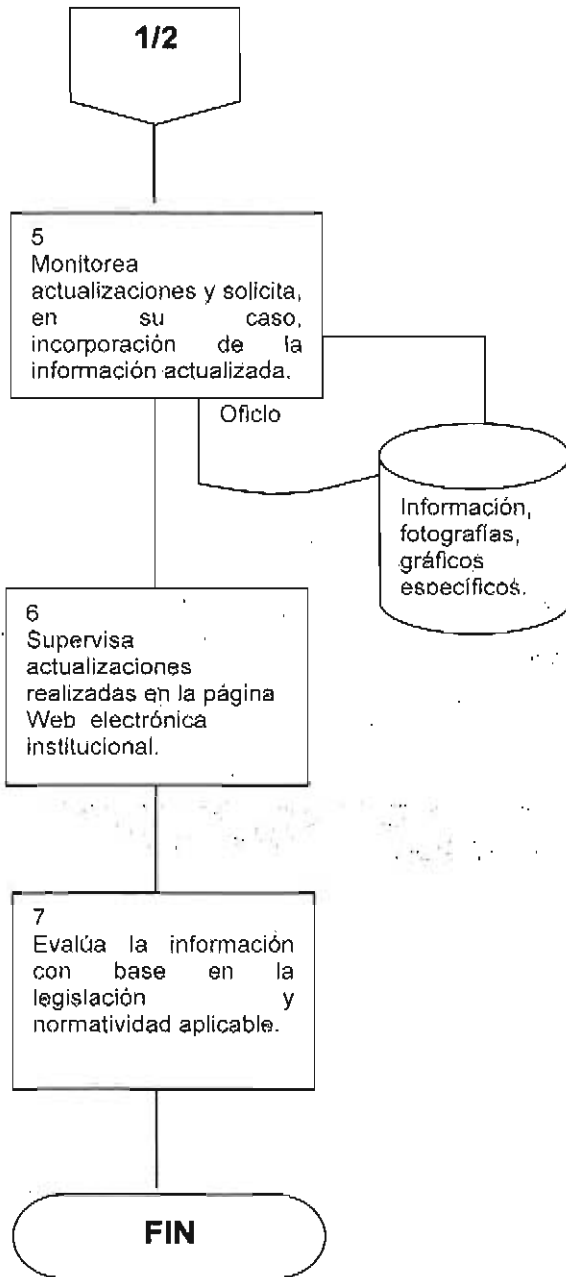 1/2
5
Monitorea
actualizaciones y solicita,
en su caso,
incorporación de la
información actualizada.
Oficio
Información,
fotografías,
gráficos
específicos.
6
Supervisa
actualizaciones
realizadas en la página
Web electrónica
institucional.
7
Evalúa la información
con base en la
legislación y
normatividad aplicable.
FIN